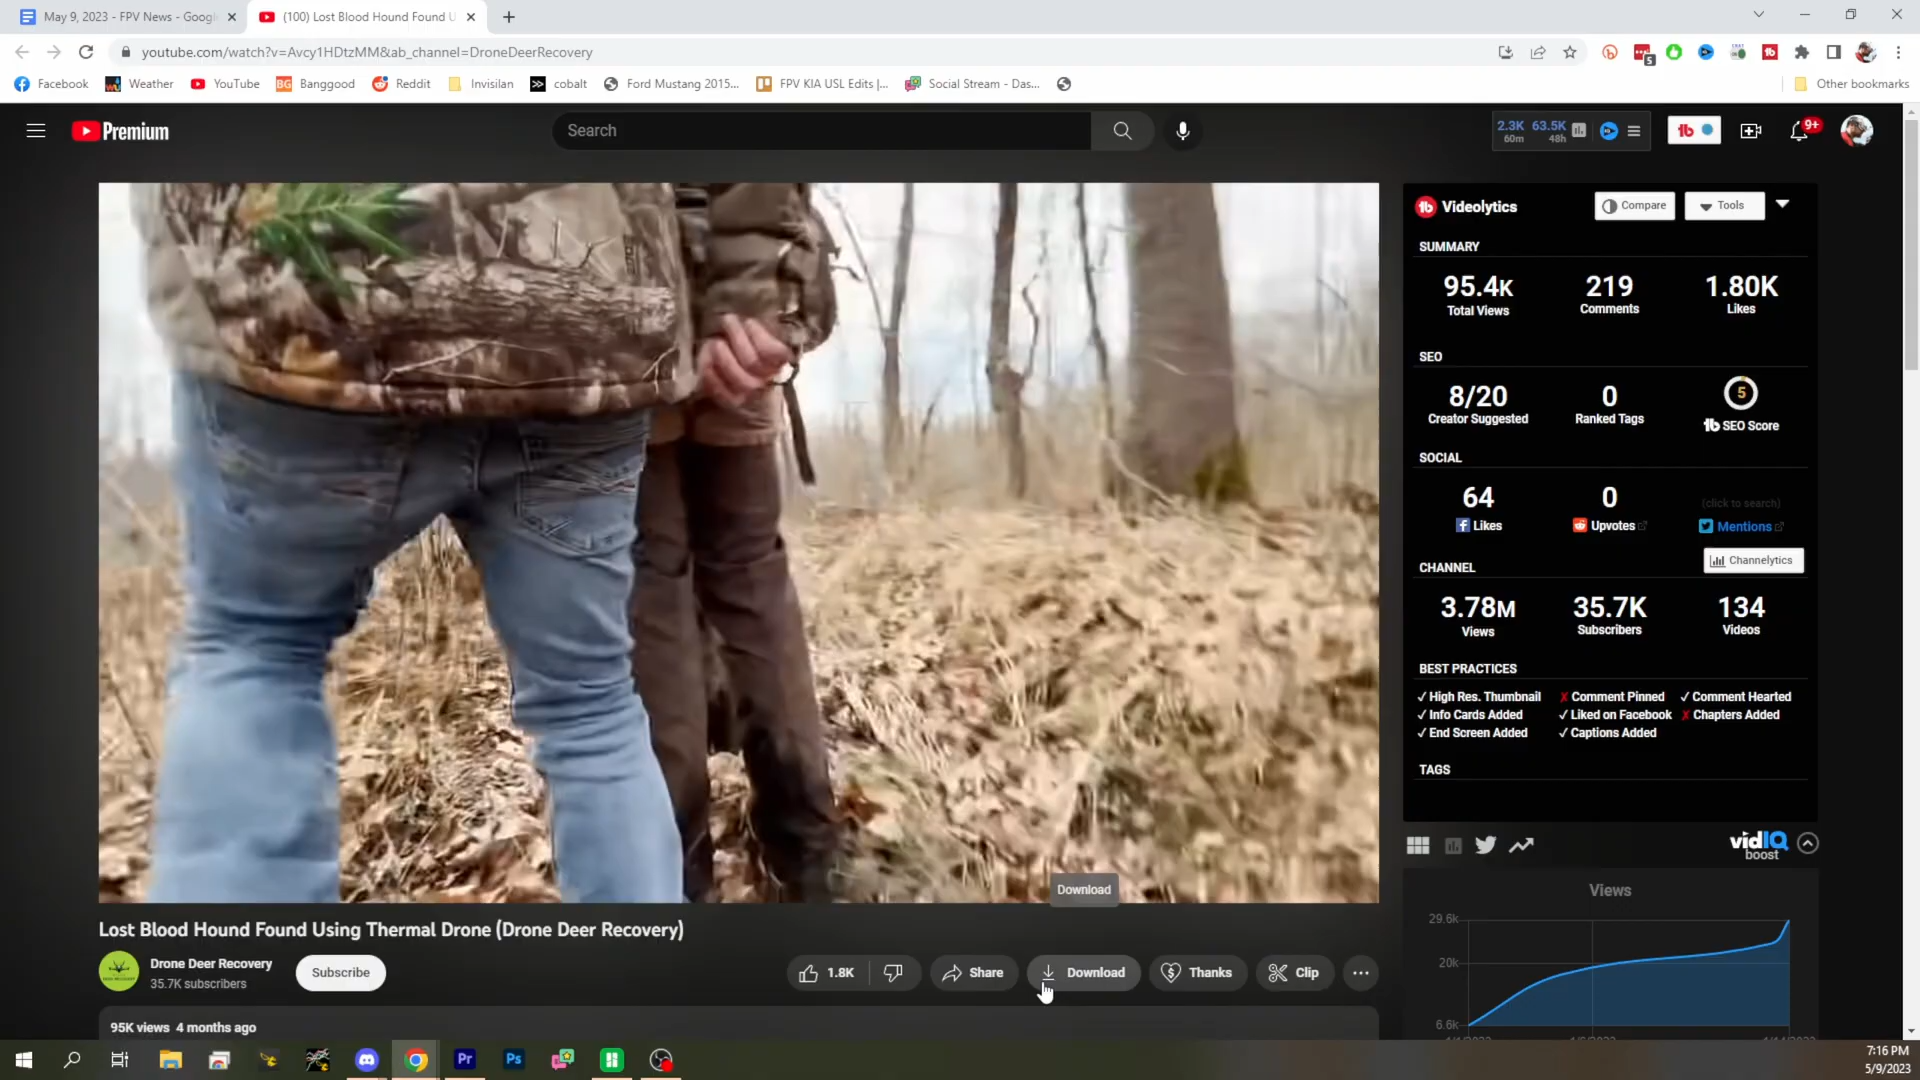 May 9, 2023 - FPV News - Googl
(100) Lost Blood Hound Found U
youtube.com/watch?v=Avcy1HDtzMM&ab_channel=DroneDeerRecovery
5
Facebook
Weather
YouTube
BG Banggood
Reddit
Invisilan
cobalt
Ford Mustang 2015...
FPV KIA USL Edits |...
Social Stream - Das...
Other bookmarks
Premium
Search
2.3K 63.5K
60m 48h
9+
Videolytics
Compare
Tools
SUMMARY
95.4K 219 1.80K
Total Views Comments Likes
SEO
8/20 0 5
Creator Suggested Ranked Tags SEO Score
SOCIAL
64 0 (click to search)
Likes Upvotes Mentions
CHANNEL
Channelytics
3.78M 35.7K 134
Views Subscribers Videos
BEST PRACTICES
✓ High Res. Thumbnail ✗ Comment Pinned ✓ Comment Hearted
✓ Info Cards Added ✓ Liked on Facebook ✗ Chapters Added
✓ End Screen Added ✓ Captions Added
TAGS
vidIQ
boost
Views
29.6k
20k
6.6k
Download
Lost Blood Hound Found Using Thermal Drone (Drone Deer Recovery)
Drone Deer Recovery
35.7K subscribers
Subscribe
1.8K
Share
Download
Thanks
Clip
95K views 4 months ago
Pr
Ps
7:16 PM
5/9/2023